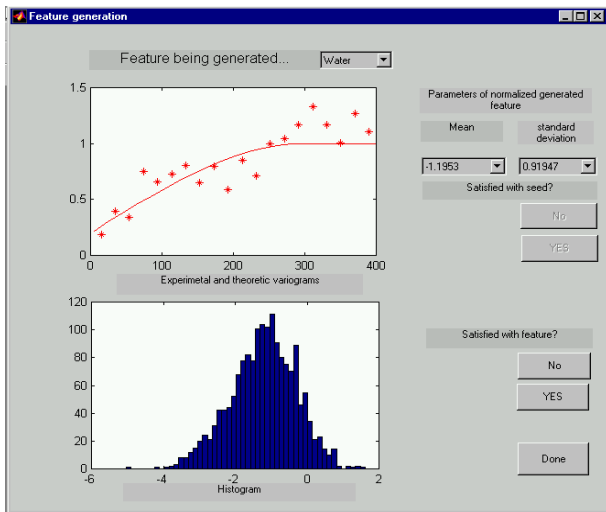 Feature generation
Feature being generated...
Water
1.5
1
0.5
0
0
100
200
300
400
Experimetal and theoretic variograms
Parameters of normalized generated
feature
Mean
standard
deviation
-1.1953
0.91947
Satisfied with seed?
No
YES
120
100
80
60
40
20
0
-6
-4
-2
0
2
Histogram
Satisfied with feature?
No
YES
Done